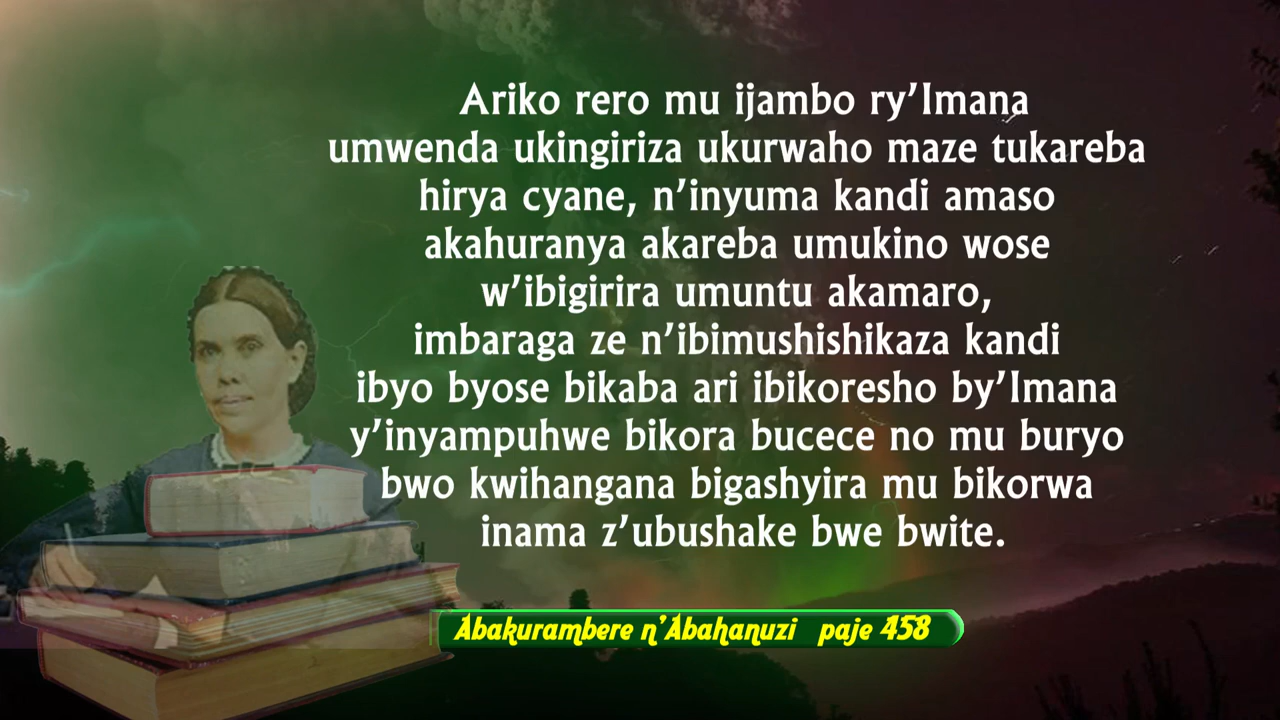 Ariko rero mu ijambo ry’Imana
umwenda ukingiriza ukurwaho maze tukareba
hirya cyane, n’inyuma kandi amaso
akahuranya akareba umukino wose
w’ibigirira umuntu akamaro,
imbaraga ze n’ibimushishikaza kandi
ibyo byose bikaba ari ibikoresho by’Imana
y’inyampuhwe bikora bucece no mu buryo
bwo kwihangana bigashyira mu bikorwa
inama z’ubushake bwe bwite.
Abakurambere n’Abahanuzi paje 458